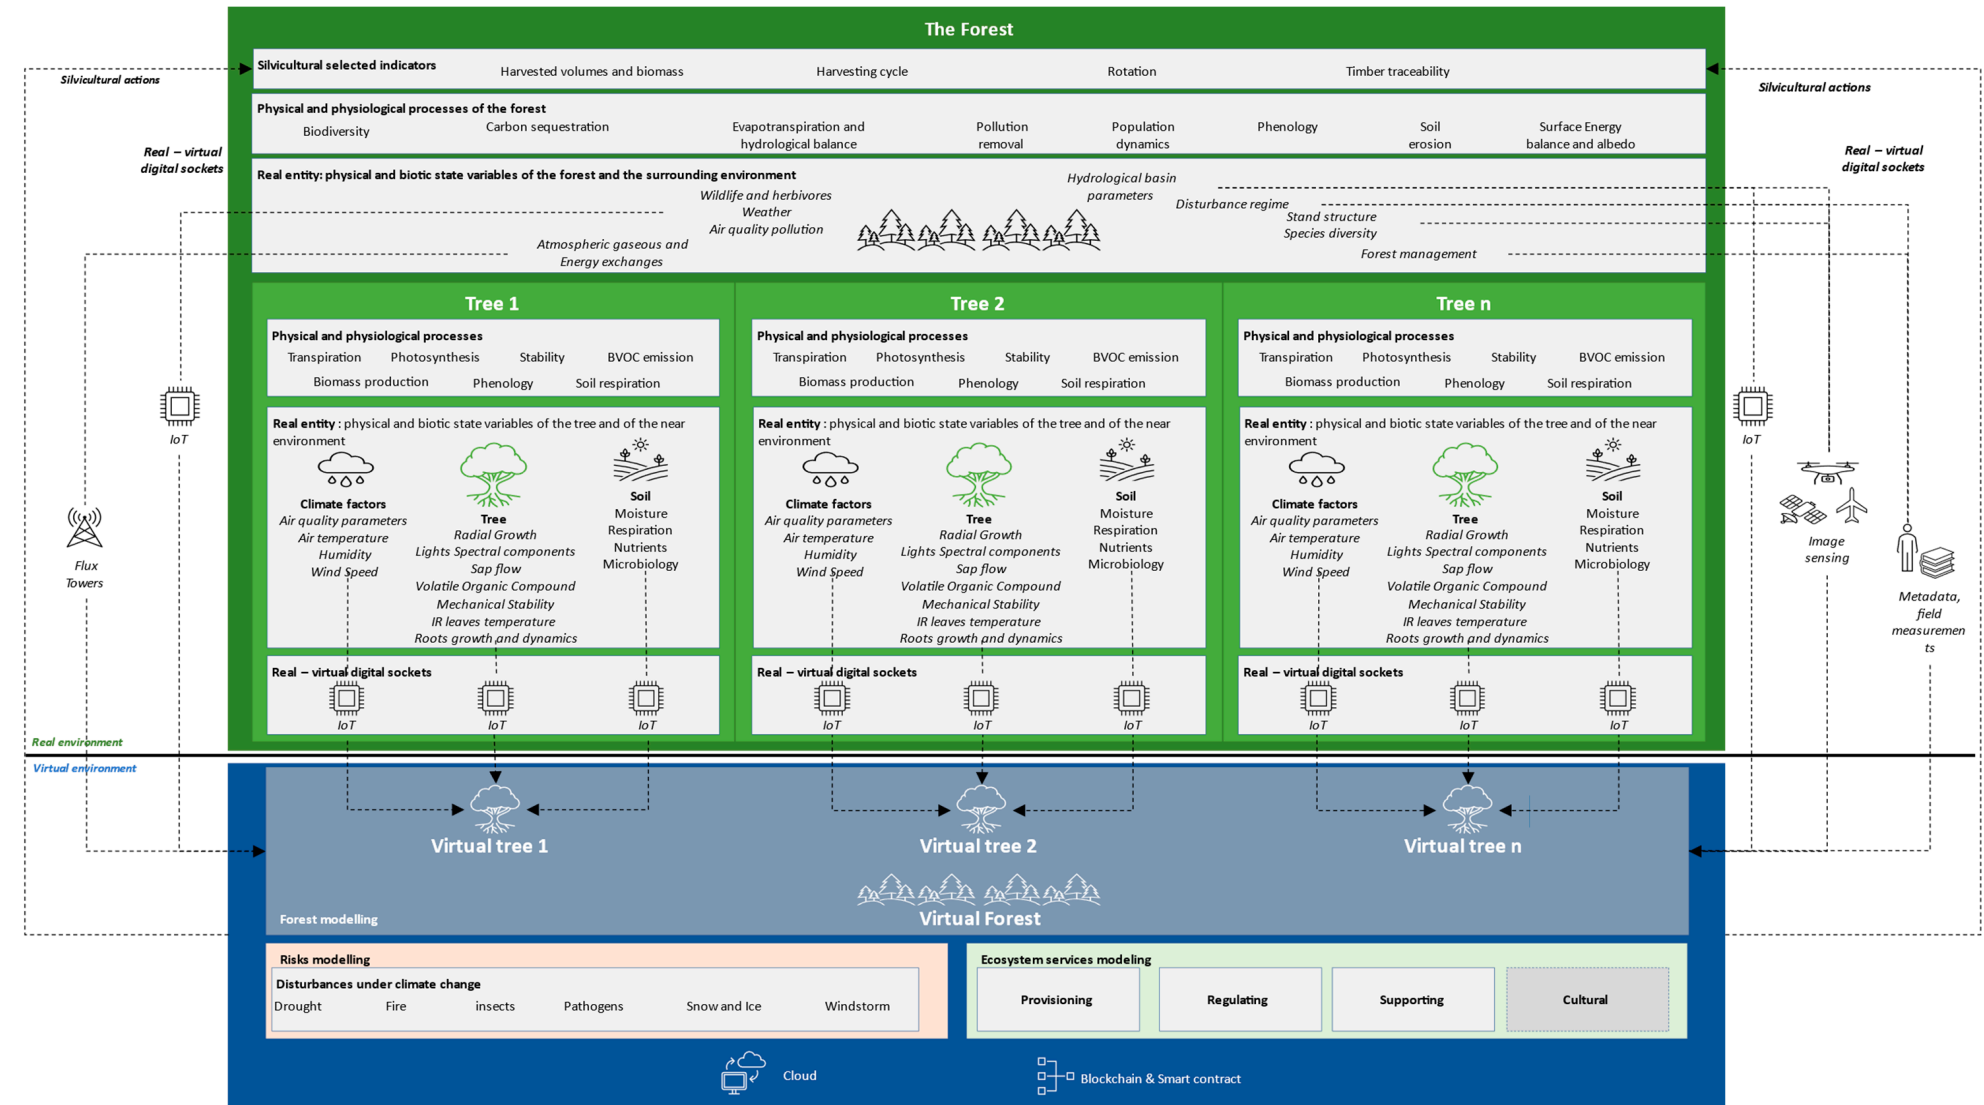 The Forest
Silvicultural selected indicators
Harvested volumes and biomass
Harvesting cycle
Rotation
Timber traceability
Silvicultural actions
Silvicultural actions
Physical and physiological processes of the forest
Biodiversity
Carbon sequestration
Evapotranspiration and
hydrological balance
Pollution
removal
Population
dynamics
Phenology
Soil
erosion
Surface Energy
balance and albedo
Real – virtual
digital sockets
Real – virtual
digital sockets
Real entity: physical and biotic state variables of the forest and the surrounding environment
Wildlife and herbivores
Weather
Air quality pollution
Atmospheric gaseous and
Energy exchanges
Hydrological basin
parameters
Disturbance regime
Stand structure
Species diversity
Forest management
Tree 1
Physical and physiological processes
Transpiration
Photosynthesis
Stability
BVOC emission
Biomass production
Phenology
Soil respiration
Real entity : physical and biotic state variables of the tree and of the near
environment
Climate factors
Air quality parameters
Air temperature
Humidity
Wind Speed
Tree
Radial Growth
Lights Spectral components
Sap flow
Volatile Organic Compound
Mechanical Stability
IR leaves temperature
Roots growth and dynamics
Soil
Moisture
Respiration
Nutrients
Microbiology
Real – virtual digital sockets
IoT
IoT
IoT
Tree 2
Physical and physiological processes
Transpiration
Photosynthesis
Stability
BVOC emission
Biomass production
Phenology
Soil respiration
Real entity : physical and biotic state variables of the tree and of the near
environment
Climate factors
Air quality parameters
Air temperature
Humidity
Wind Speed
Tree
Radial Growth
Lights Spectral components
Sap flow
Volatile Organic Compound
Mechanical Stability
IR leaves temperature
Roots growth and dynamics
Soil
Moisture
Respiration
Nutrients
Microbiology
Real – virtual digital sockets
IoT
IoT
IoT
Tree n
Physical and physiological processes
Transpiration
Photosynthesis
Stability
BVOC emission
Biomass production
Phenology
Soil respiration
Real entity : physical and biotic state variables of the tree and of the near
environment
Climate factors
Air quality parameters
Air temperature
Humidity
Wind Speed
Tree
Radial Growth
Lights Spectral components
Sap flow
Volatile Organic Compound
Mechanical Stability
IR leaves temperature
Roots growth and dynamics
Soil
Moisture
Respiration
Nutrients
Microbiology
Real – virtual digital sockets
IoT
IoT
IoT
IoT
Flux
Towers
IoT
Image
sensing
Metadata,
field
measuremen
ts
Real environment
Virtual environment
Virtual tree 1
Virtual tree 2
Virtual tree n
Forest modelling
Virtual Forest
Risks modelling
Disturbances under climate change
Drought
Fire
insects
Pathogens
Snow and Ice
Windstorm
Ecosystem services modeling
Provisioning
Regulating
Supporting
Cultural
Cloud
Blockchain & Smart contract